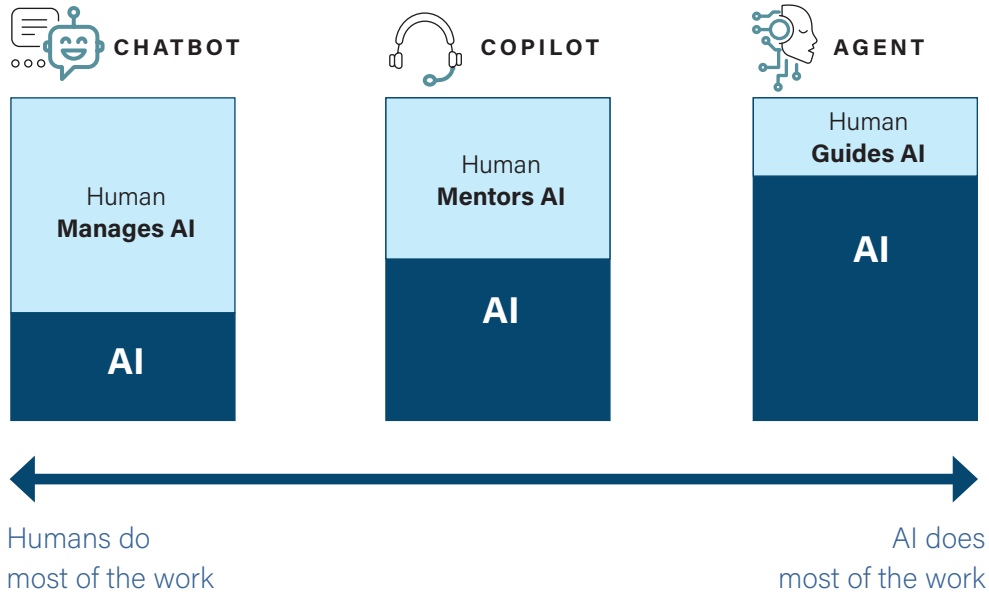 CHATBOT
COPILOT
AGENT
Human
Manages AI
AI
Human
Mentors AI
AI
Human
Guides AI
AI
Humans do
most of the work
AI does
most of the work